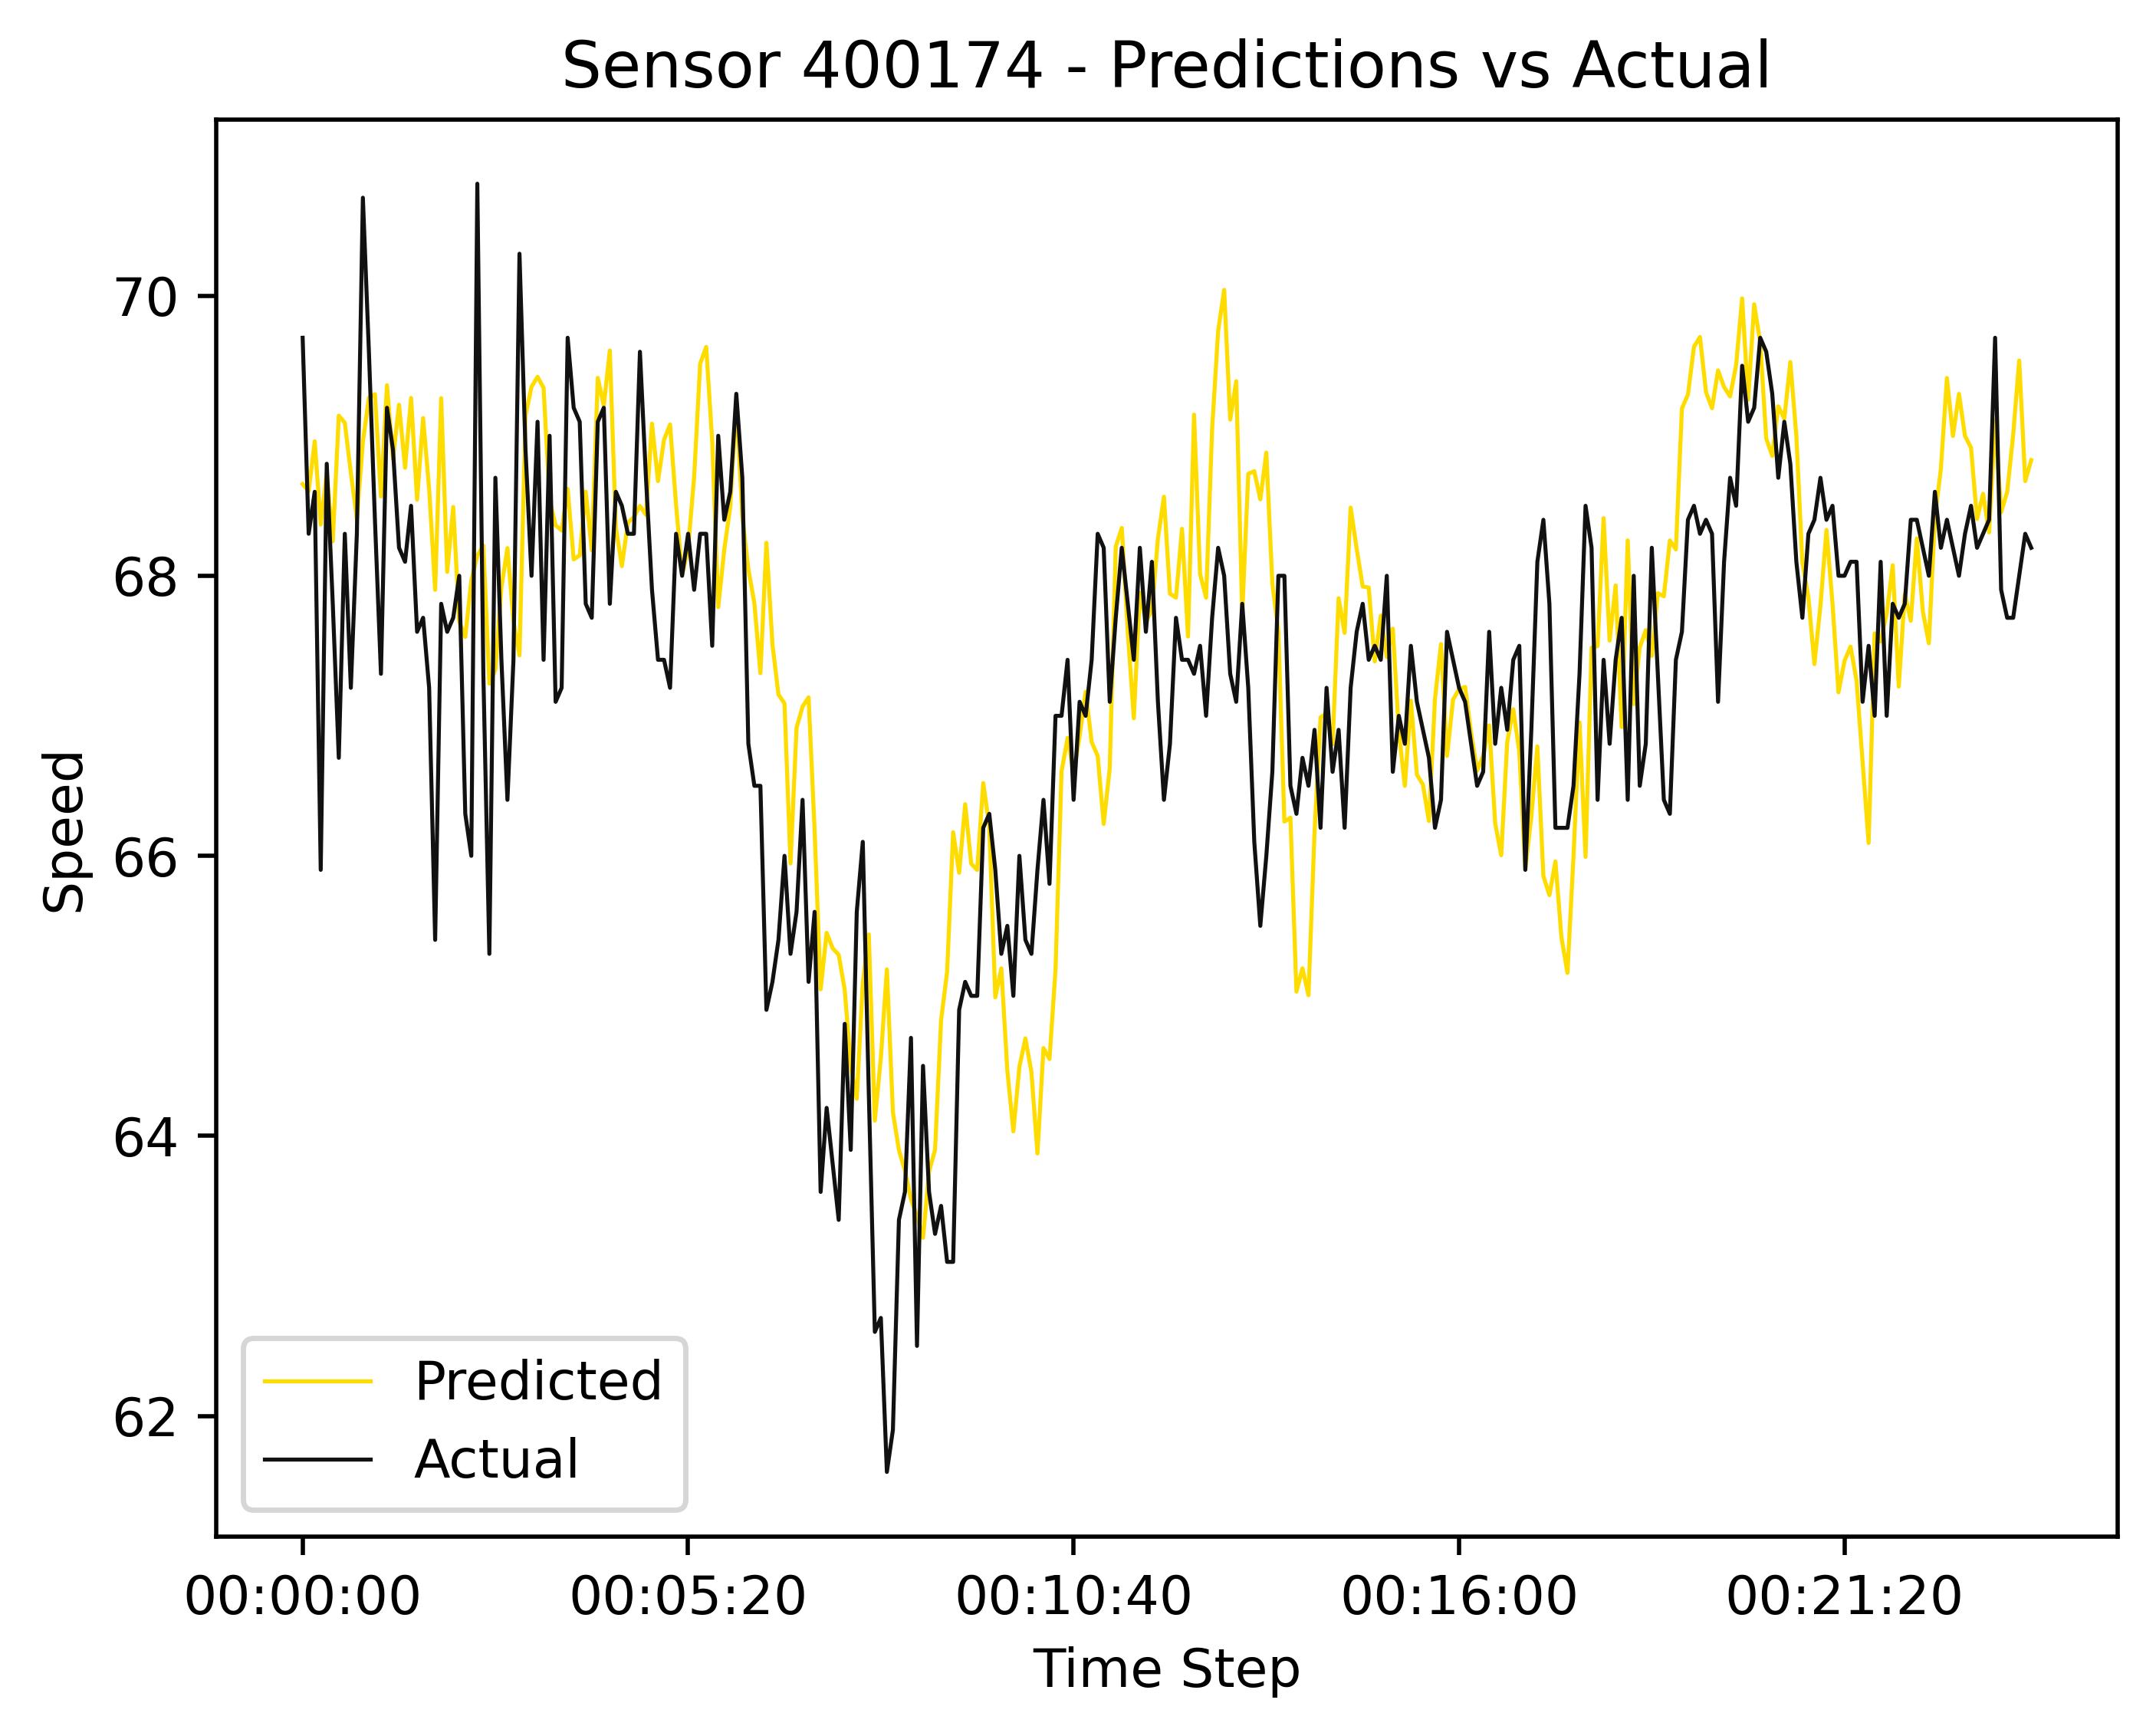 Sensor 400174 - Predictions vs Actual
Speed
70
68
66
64
62
Predicted
Actual
00:00:00 00:05:20 00:10:40 00:16:00 00:21:20
Time Step